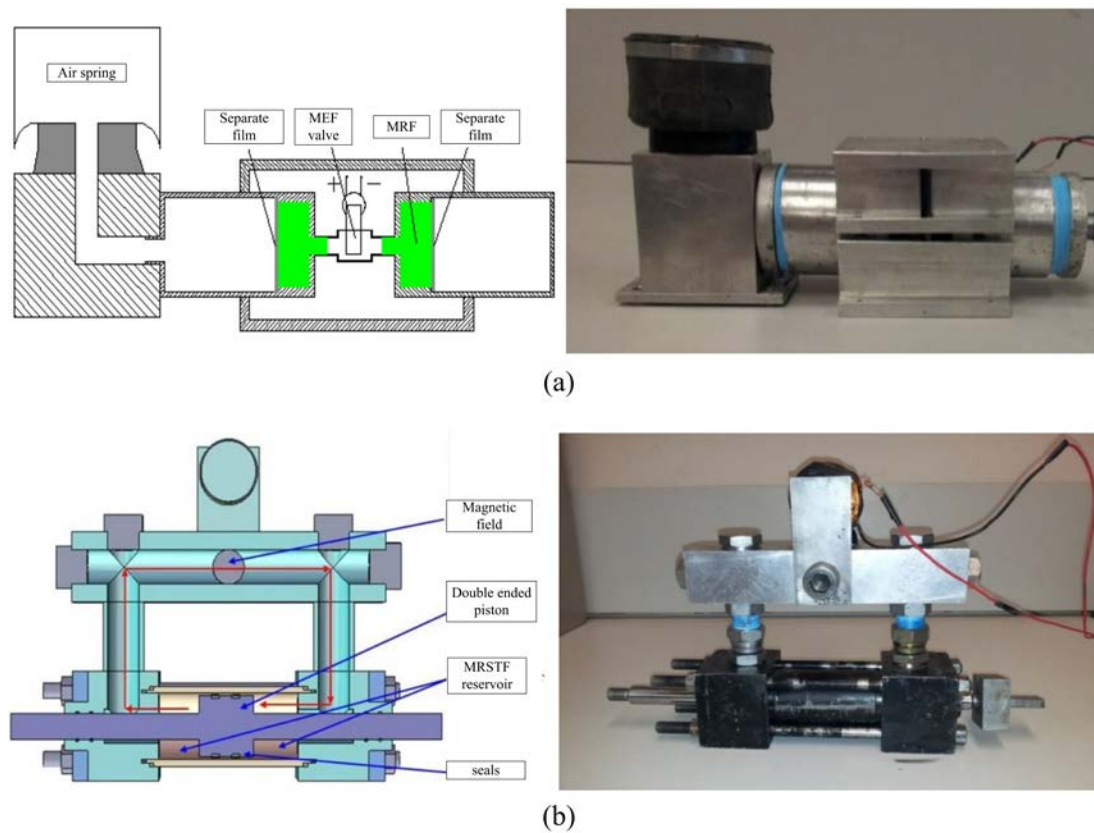 Air spring
Separate
film
MEF
valve
MRF
Separate
film
+ −
(a)
Magnetic
field
Double ended
piston
MRSTF
reservoir
seals
(b)